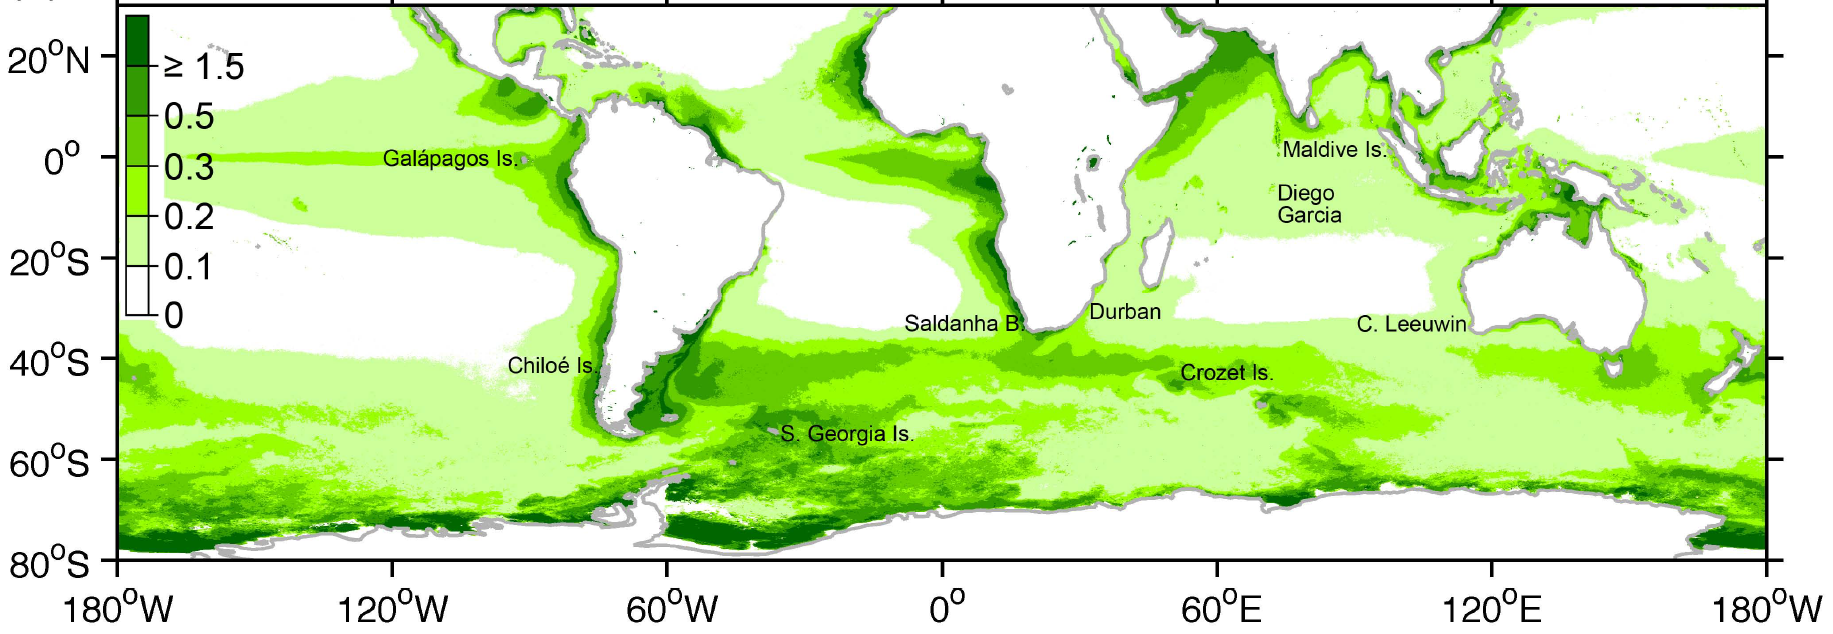 20°N
0°
20°S
40°S
60°S
80°S
≥ 1.5
0.5
0.3
0.2
0.1
0
Galápagos Is.
Maldive Is.
Diego
Garcia
Saldanha B.
Durban
C. Leeuwin
Chiloé Is.
Crozet Is.
S. Georgia Is.
180°W
120°W
60°W
0°
60°E
120°E
180°W